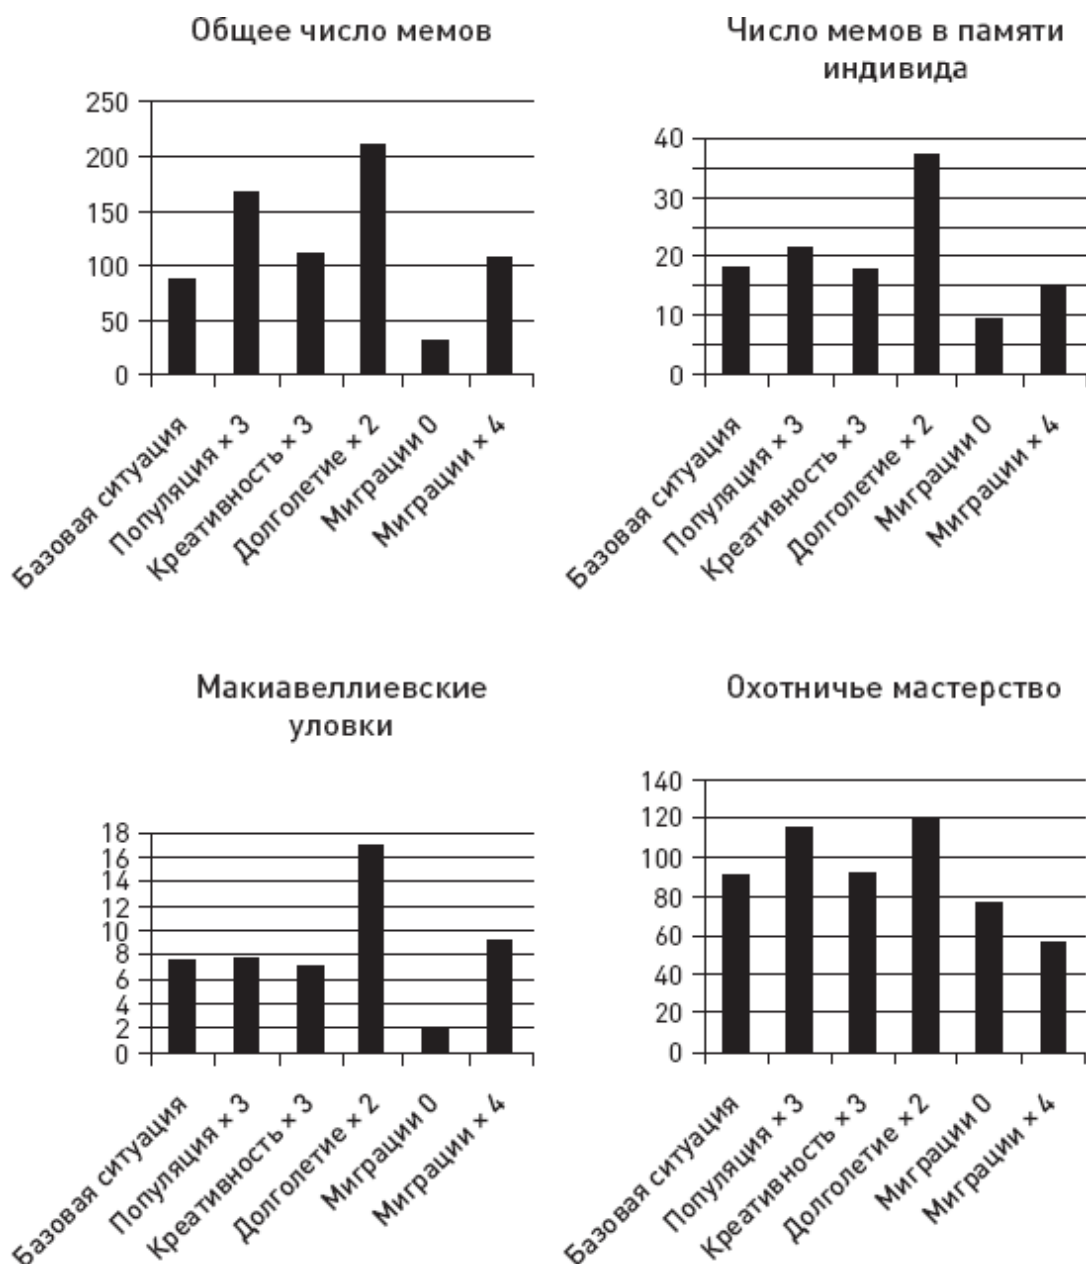 Общее число мемов
250
200
150
100
50
0
Базовая ситуация
Популяция × 3
Креативность × 3
Долголетие × 2
Миграции 0
Миграции × 4
Число мемов в памяти
индивида
40
30
20
10
0
Базовая ситуация
Популяция × 3
Креативность × 3
Долголетие × 2
Миграции 0
Миграции × 4
Макиавеллиевские
уловки
18
16
14
12
10
8
6
4
2
0
Базовая ситуация
Популяция × 3
Креативность × 3
Долголетие × 2
Миграции 0
Миграции × 4
Охотничье мастерство
140
120
100
80
60
40
20
0
Базовая ситуация
Популяция × 3
Креативность × 3
Долголетие × 2
Миграции 0
Миграции × 4